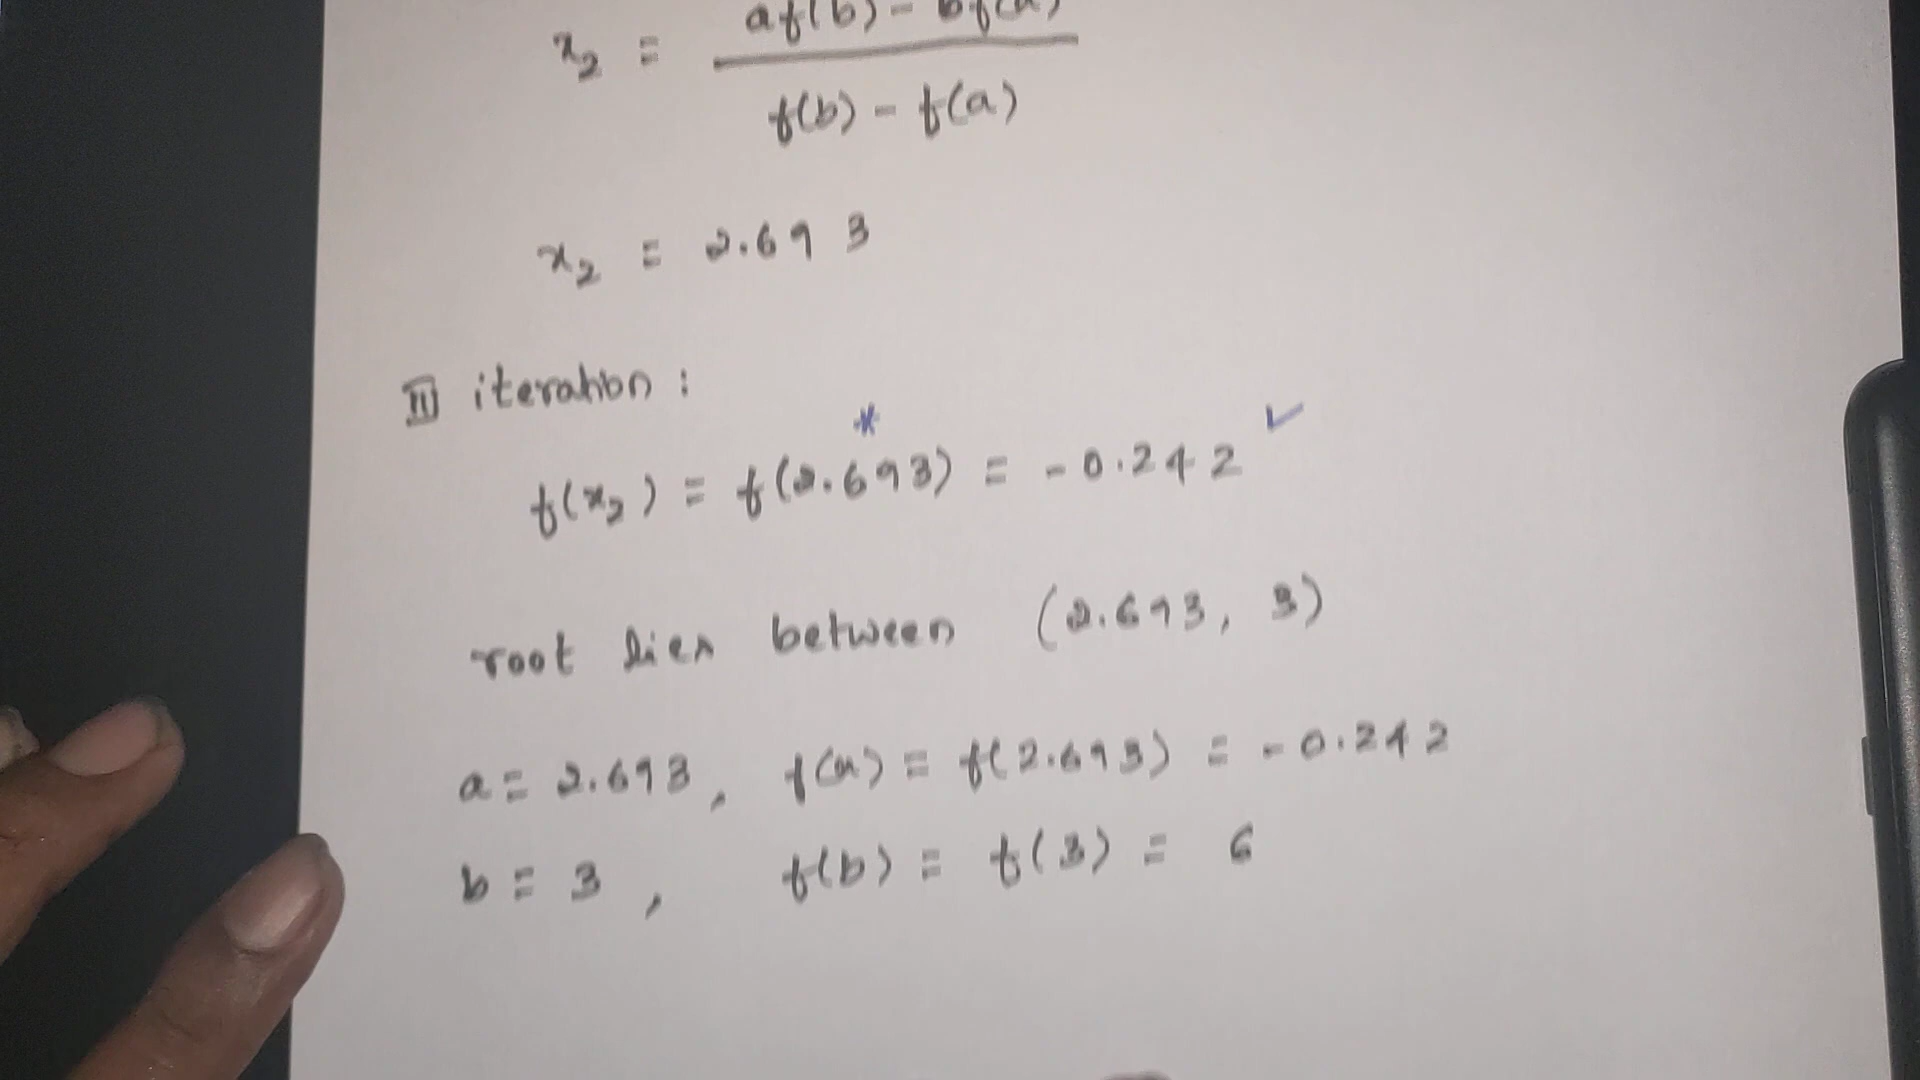 x₂ = af(b) - bf(a)
f(b) - f(a)
x₂ = 2.693
III iteration :
* ✓
f(x₂) = f(2.693) = -0.242
root lies between (2.693, 3)
a = 2.693, f(a) = f(2.693) = -0.242
b = 3, f(b) = f(3) = 6